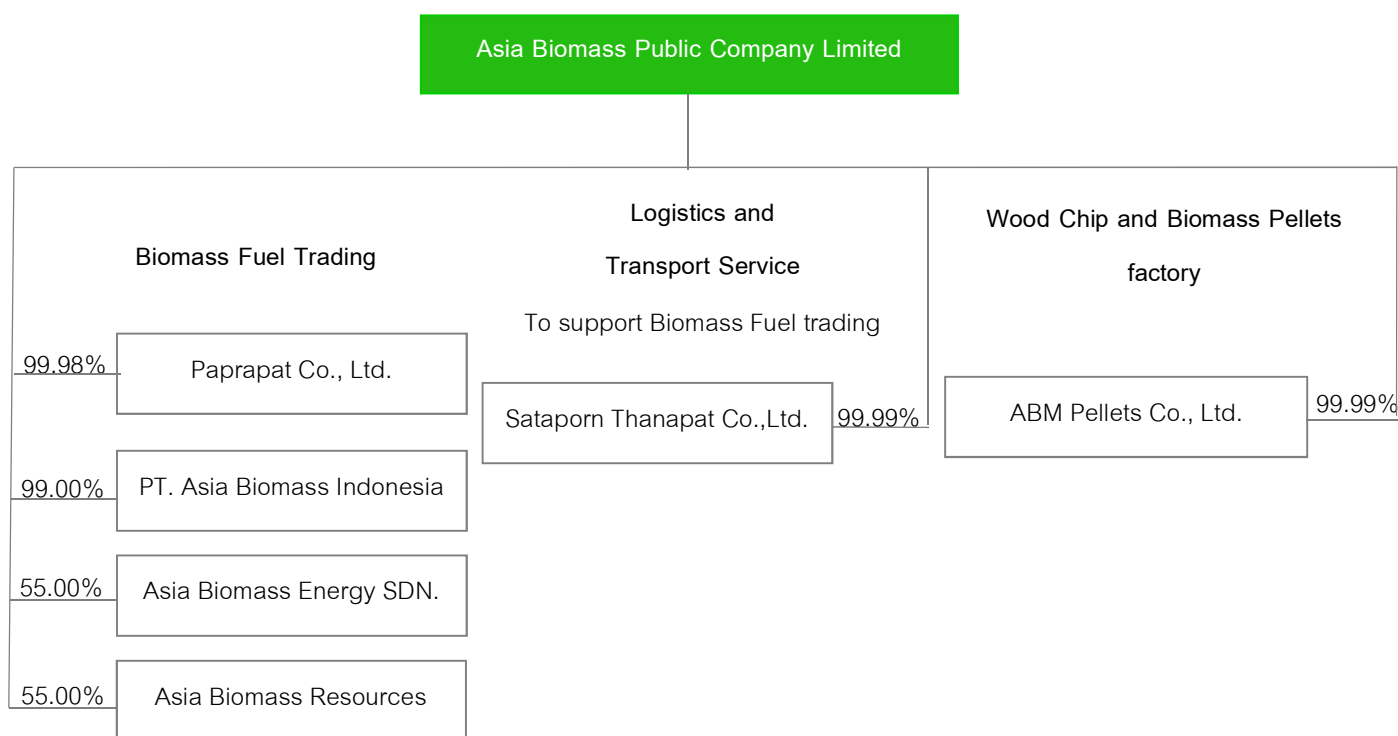 Asia Biomass Public Company Limited
Biomass Fuel Trading
99.98%
Paprapat Co., Ltd.
99.00%
PT. Asia Biomass Indonesia
55.00%
Asia Biomass Energy SDN.
55.00%
Asia Biomass Resources
Logistics and
Transport Service
To support Biomass Fuel trading
Sataporn Thanapat Co.,Ltd.
99.99%
Wood Chip and Biomass Pellets
factory
ABM Pellets Co., Ltd.
99.99%